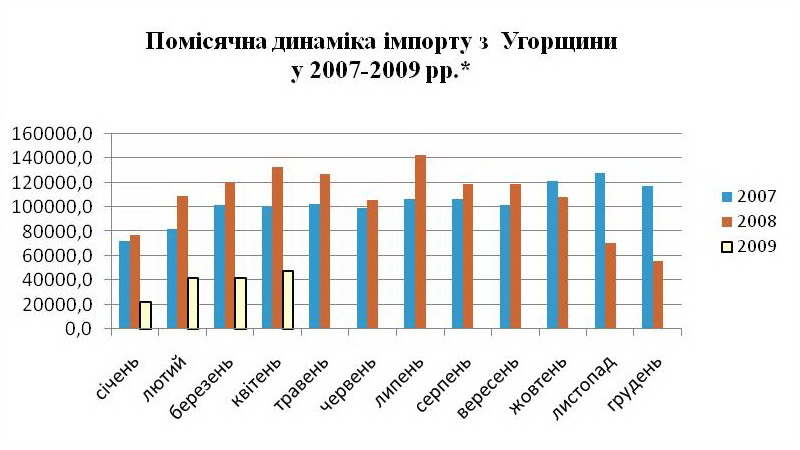 Помісячна динаміка імпорту з Угорщини
у 2007-2009 рр.*
160000,0
140000,0
120000,0
100000,0
80000,0
60000,0
40000,0
20000,0
0,0
січень
лютий
березень
квітень
травень
червень
липень
серпень
вересень
жовтень
листопад
грудень
2007
2008
2009